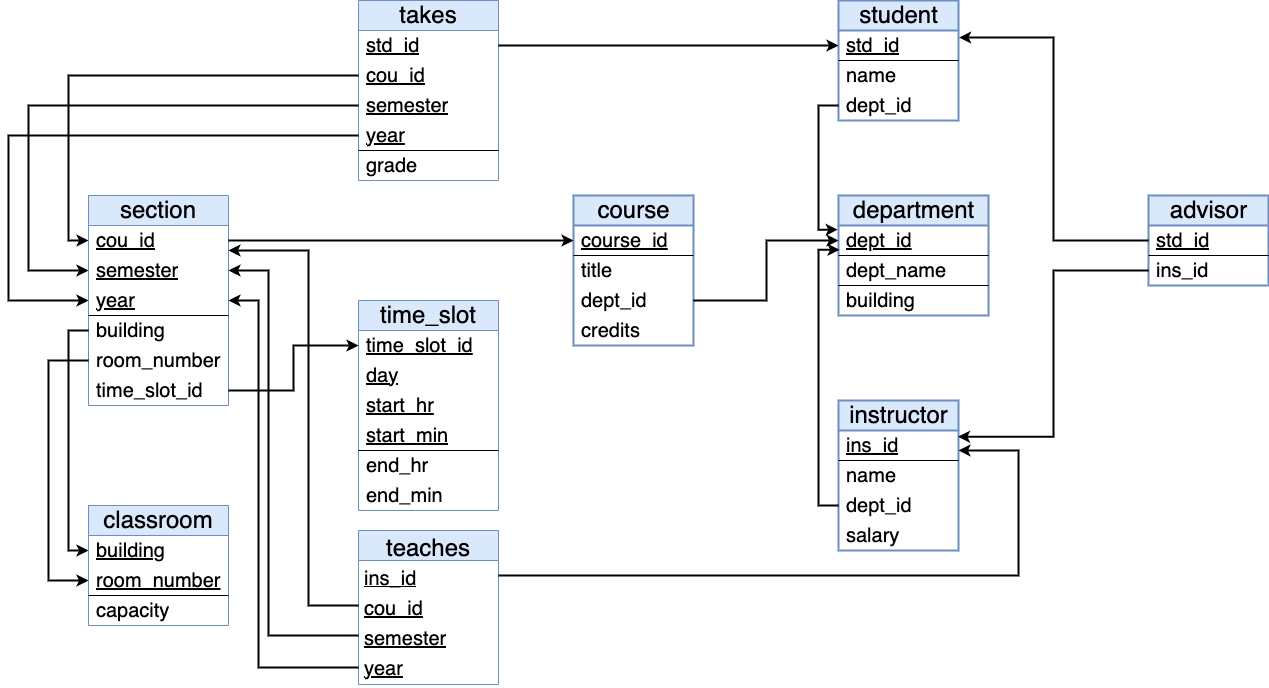 takes
std_id
cou_id
semester
year
grade
student
std_id
name
dept_id
section
cou_id
semester
year
building
room_number
time_slot_id
course
course_id
title
dept_id
credits
department
dept_id
dept_name
building
advisor
std_id
ins_id
time_slot
time_slot_id
day
start_hr
start_min
end_hr
end_min
instructor
ins_id
name
dept_id
salary
classroom
building
room_number
capacity
teaches
ins_id
cou_id
semester
year